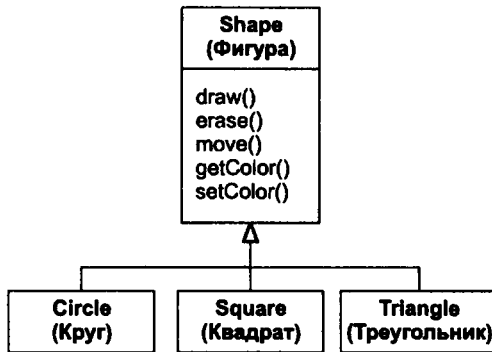 Shape
(Фигура)
draw()
erase()
move()
getColor()
setColor()
Circle
(Круг)
Square
(Квадрат)
Triangle
(Треугольник)